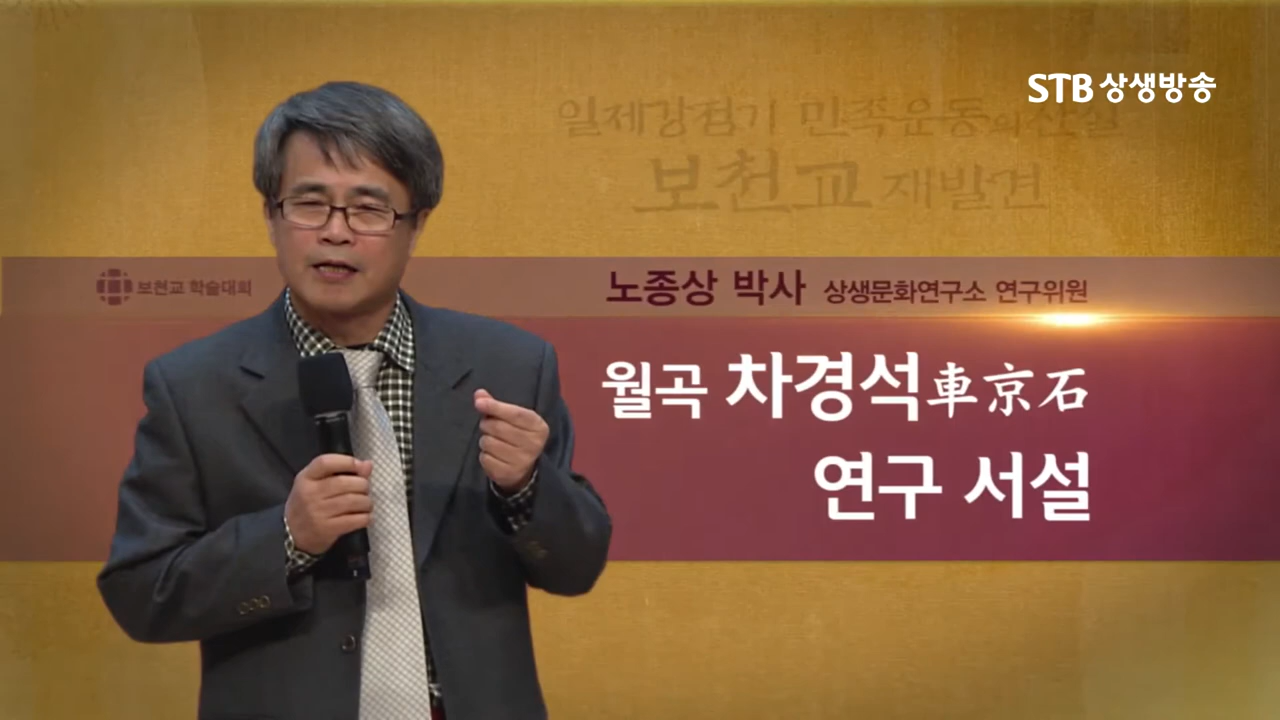 STB 상생방송
일제강점기 민족운동의 산실
보천교 재발견
보천교 학술대회
노종상 박사 상생문화연구소 연구위원
월곡 차경석車京石
연구 서설